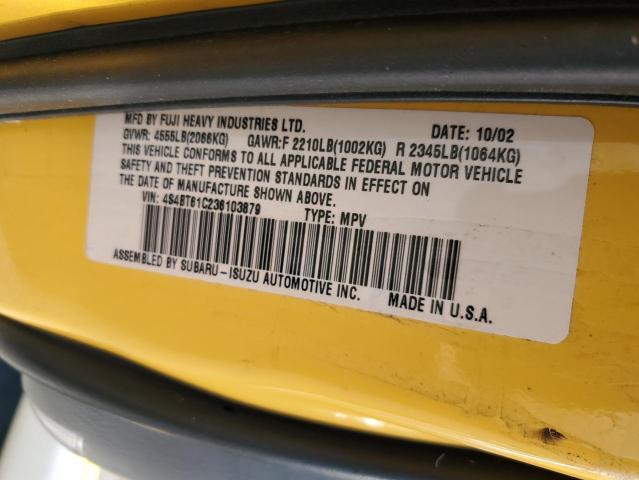 MFD BY FUJI HEAVY INDUSTRIES LTD. DATE: 10/02
GVWR: 4555LB(2066KG) GAWR:F 2210LB(1002KG) R 2345LB(1064KG)
THIS VEHICLE CONFORMS TO ALL APPLICABLE FEDERAL MOTOR VEHICLE
SAFETY AND THEFT PREVENTION STANDARDS IN EFFECT ON
THE DATE OF MANUFACTURE SHOWN ABOVE.
VIN: 4S4BT61C236103879 TYPE: MPV
ASSEMBLED BY SUBARU-ISUZU AUTOMOTIVE INC. MADE IN U.S.A.